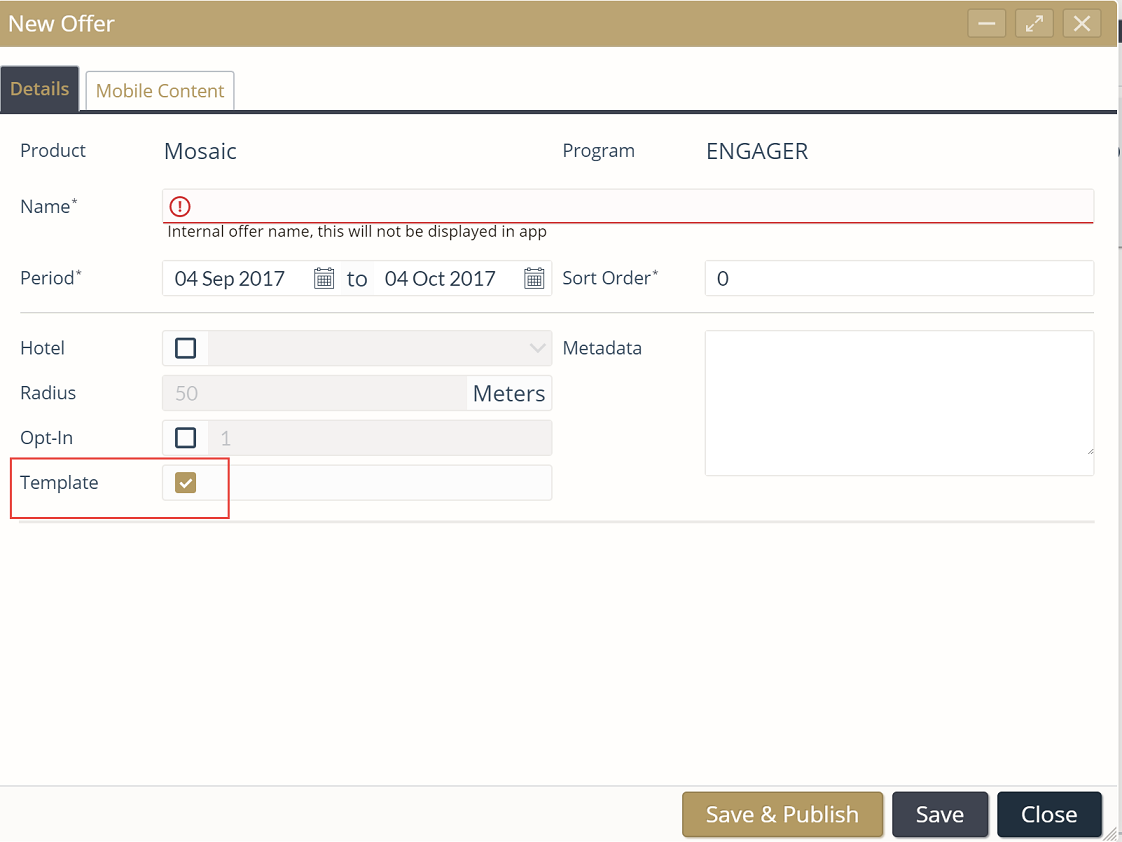 New Offer
Details Mobile Content
Product Mosaic Program ENGAGER
Name*
Internal offer name, this will not be displayed in app
Period* 04 Sep 2017 to 04 Oct 2017 Sort Order* 0
Hotel Metadata
Radius 50 Meters
Opt-In 1
Template
Save & Publish Save Close